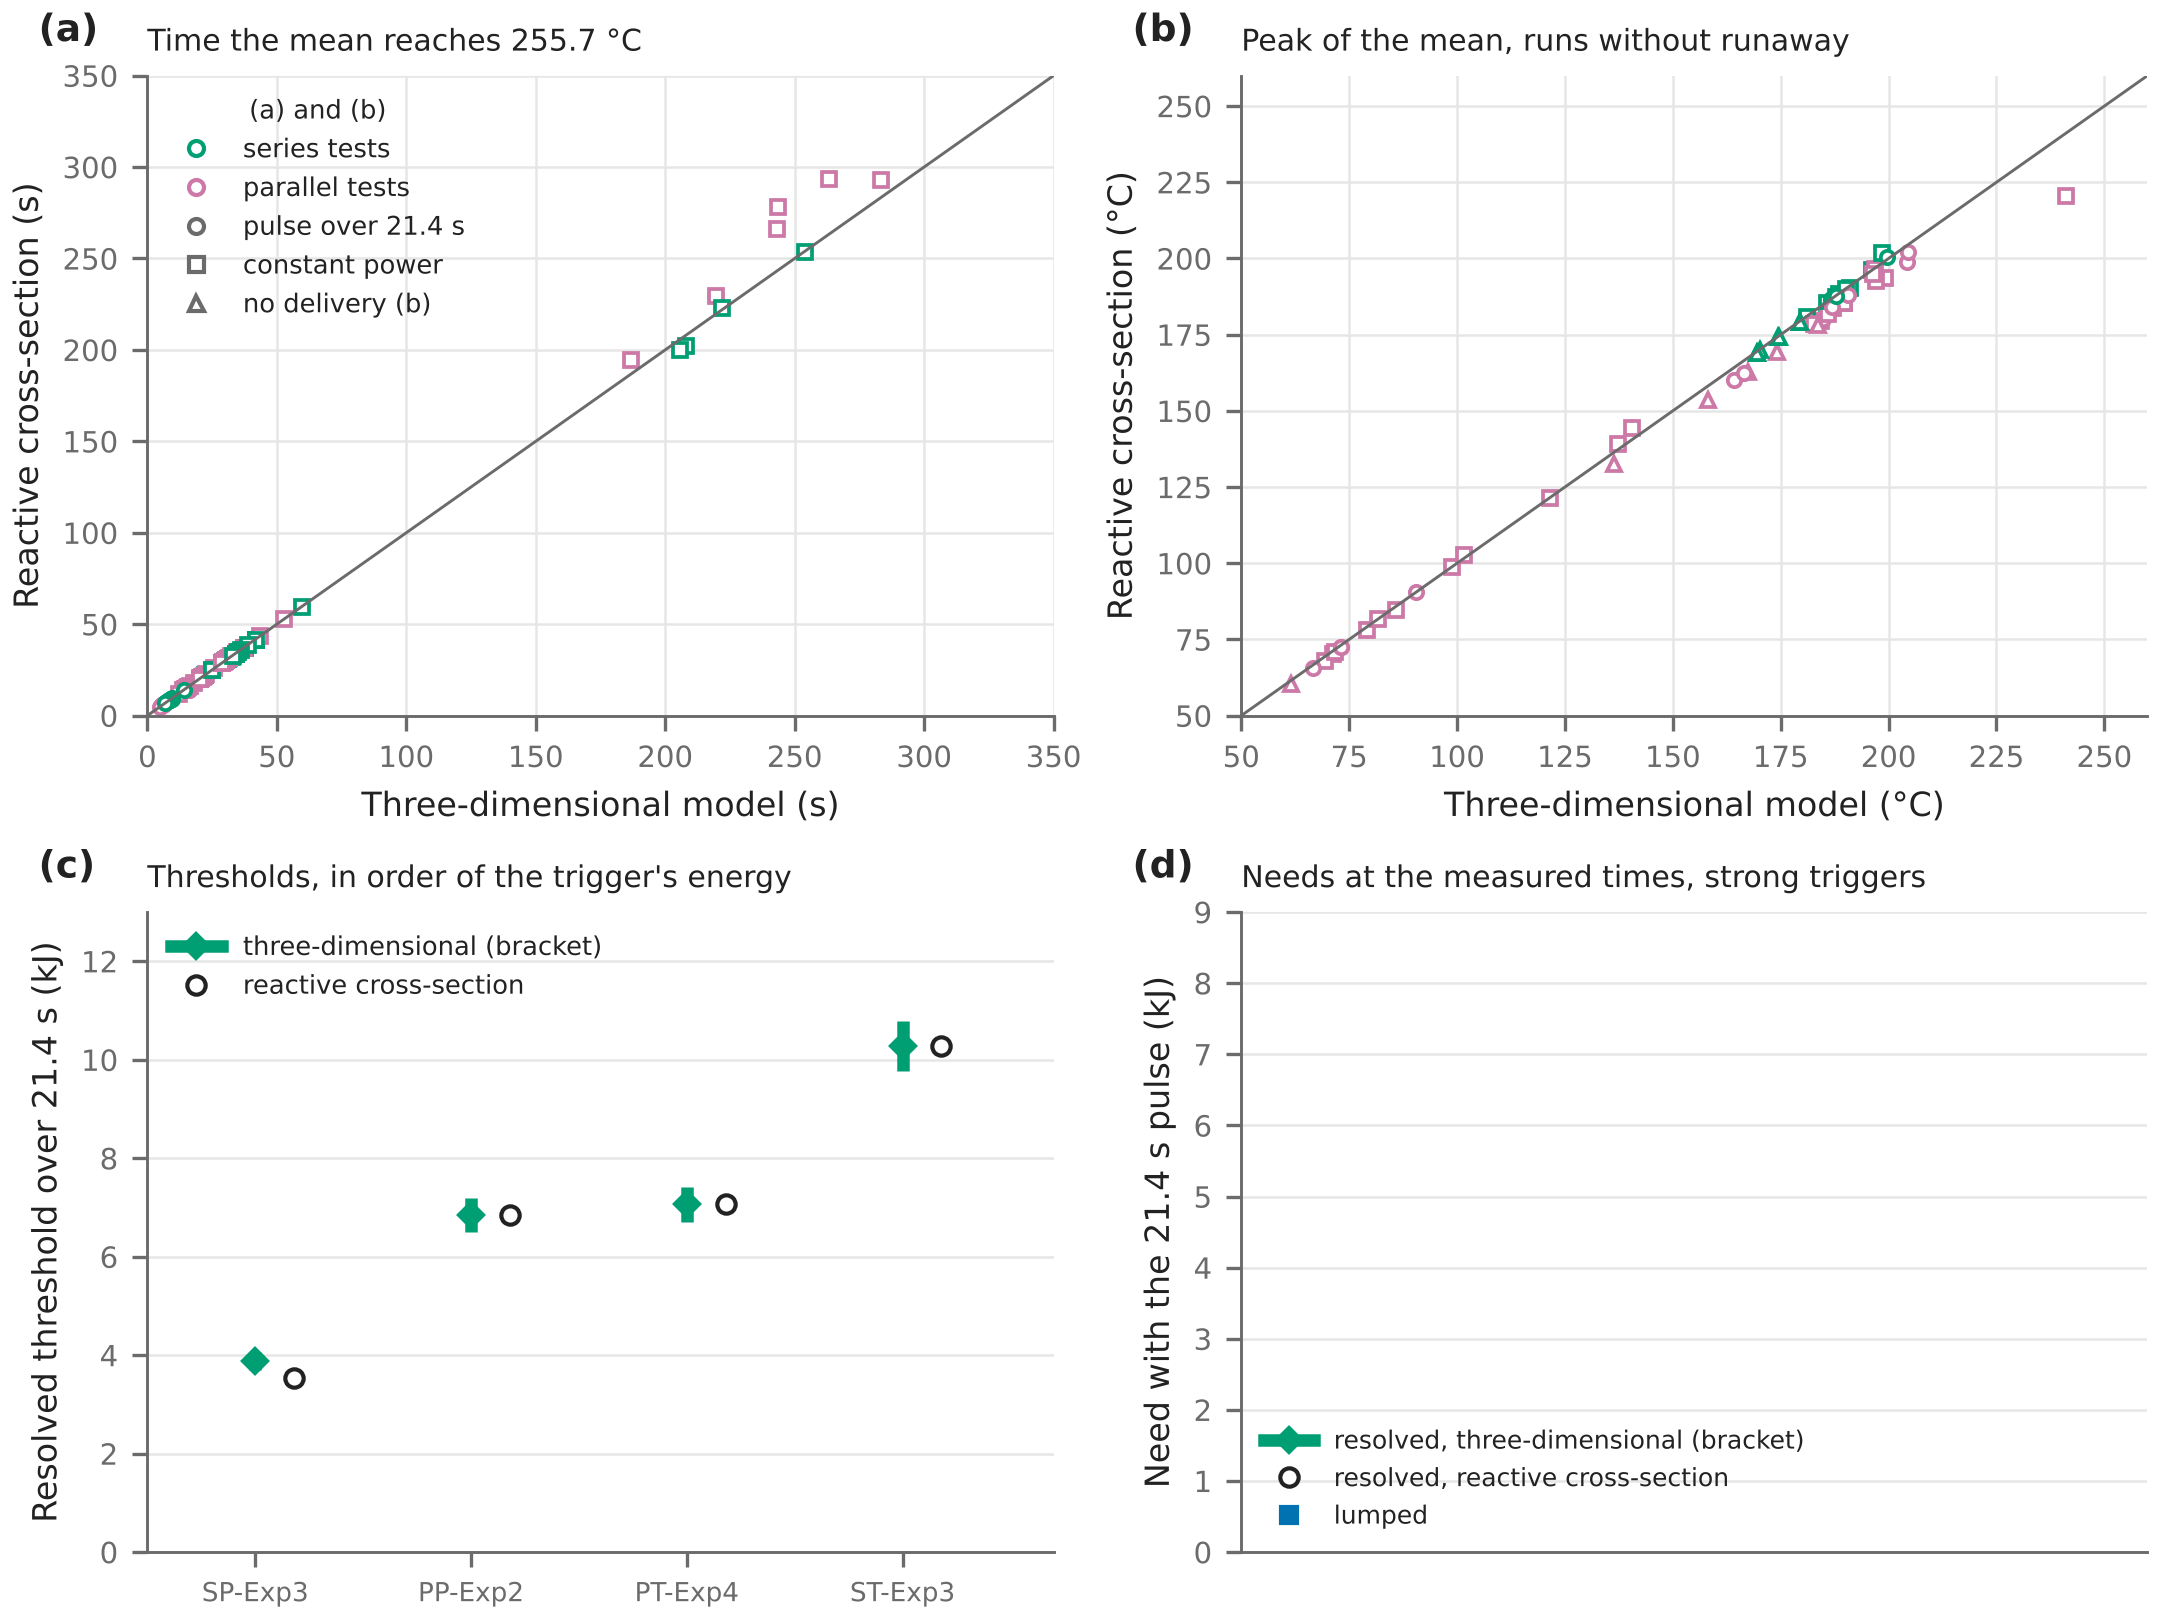 (a) Time the mean reaches 255.7 °C
350
300
250
200
150
100
50
0
Reactive cross-section (s)
(a) and (b)
series tests
parallel tests
pulse over 21.4 s
constant power
no delivery (b)
0 50 100 150 200 250 300 350
Three-dimensional model (s)
(b) Peak of the mean, runs without runaway
250
225
200
175
150
125
100
75
50
Reactive cross-section (°C)
50 75 100 125 150 175 200 225 250
Three-dimensional model (°C)
(c) Thresholds, in order of the trigger's energy
12
10
8
6
4
2
0
Resolved threshold over 21.4 s (kJ)
three-dimensional (bracket)
reactive cross-section
SP-Exp3 PP-Exp2 PT-Exp4 ST-Exp3
(d) Needs at the measured times, strong triggers
9
8
7
6
5
4
3
2
1
0
Need with the 21.4 s pulse (kJ)
resolved, three-dimensional (bracket)
resolved, reactive cross-section
lumped